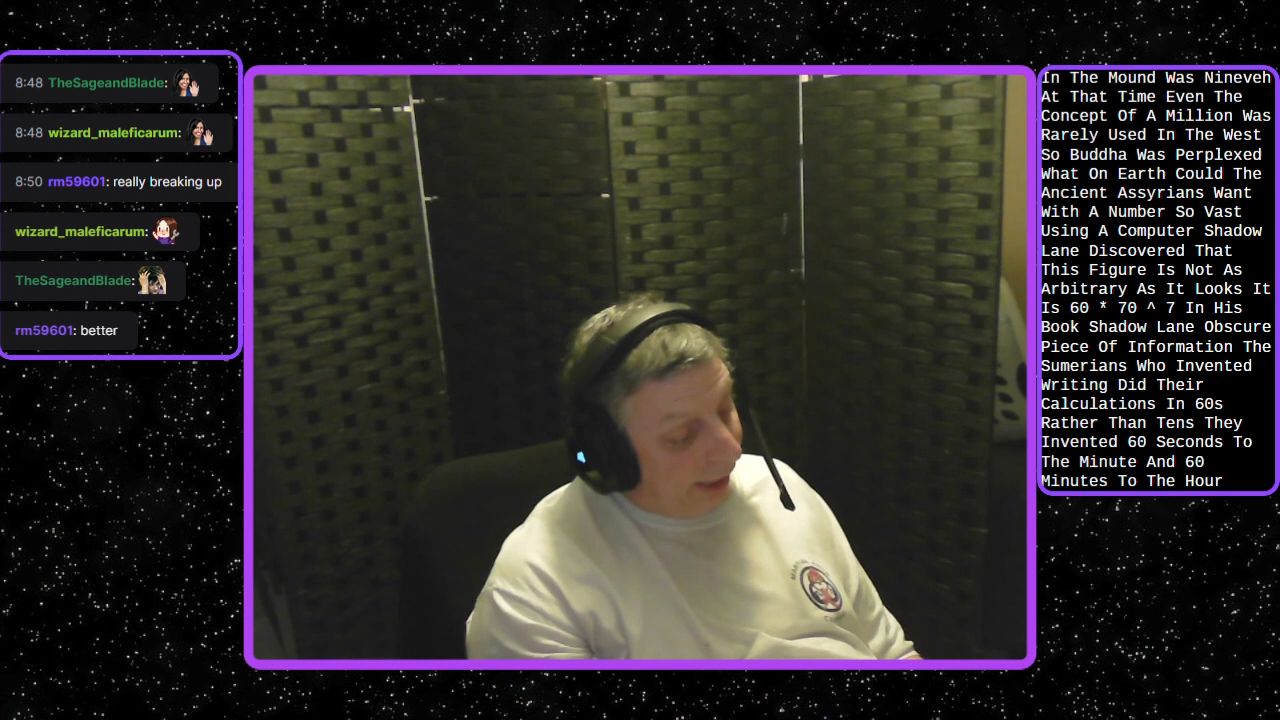 8:48 TheSageandBlade:
8:48 wizard_maleficarum:
8:50 rm59601: really breaking up
wizard_maleficarum:
TheSageandBlade:
rm59601: better
In The Mound Was Nineveh
At That Time Even The
Concept Of A Million Was
Rarely Used In The West
So Buddha Was Perplexed
What On Earth Could The
Ancient Assyrians Want
With A Number So Vast
Using A Computer Shadow
Lane Discovered That
This Figure Is Not As
Arbitrary As It Looks It
Is 60 * 70 ^ 7 In His
Book Shadow Lane Obscure
Piece Of Information The
Sumerians Who Invented
Writing Did Their
Calculations In 60s
Rather Than Tens They
Invented 60 Seconds To
The Minute And 60
Minutes To The Hour